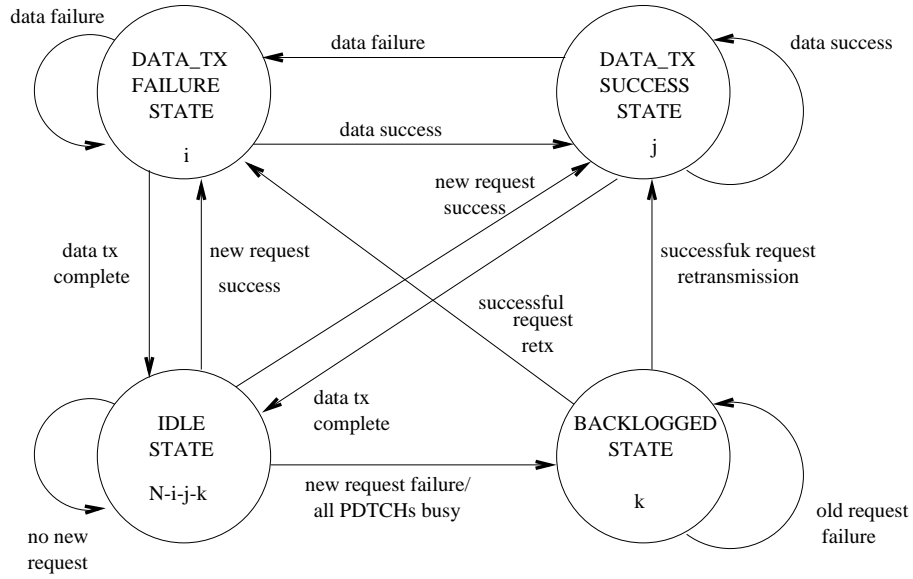 data failure
DATA_TX
FAILURE
STATE
i
data failure
DATA_TX
SUCCESS
STATE
j
data success
data success
new request
success
data tx
complete
new request
success
successfuk request
retransmission
successful
request
retx
IDLE
STATE
N-i-j-k
data tx
complete
BACKLOGGED
STATE
k
new request failure/
all PDTCHs busy
no new
request
old request
failure